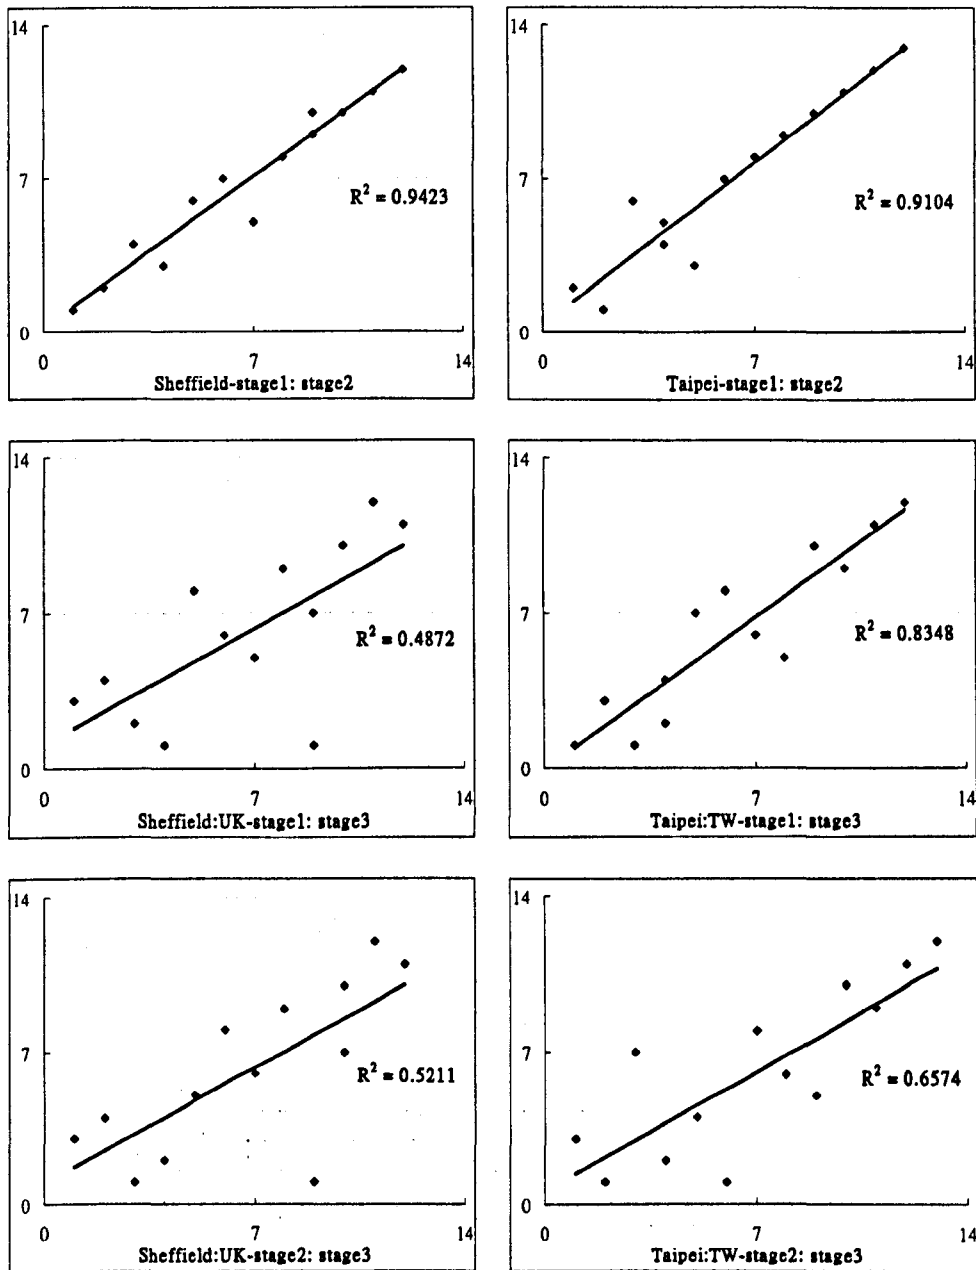 14
7
0
0 7 14
R² = 0.9423
Sheffield-stage1: stage2
14
7
0
0 7 14
R² = 0.9104
Taipei-stage1: stage2
14
7
0
0 7 14
R² = 0.4872
Sheffield:UK-stage1: stage3
14
7
0
0 7 14
R² = 0.8348
Taipei:TW-stage1: stage3
14
7
0
0 7 14
R² = 0.5211
Sheffield:UK-stage2: stage3
14
7
0
0 7 14
R² = 0.6574
Taipei:TW-stage2: stage3